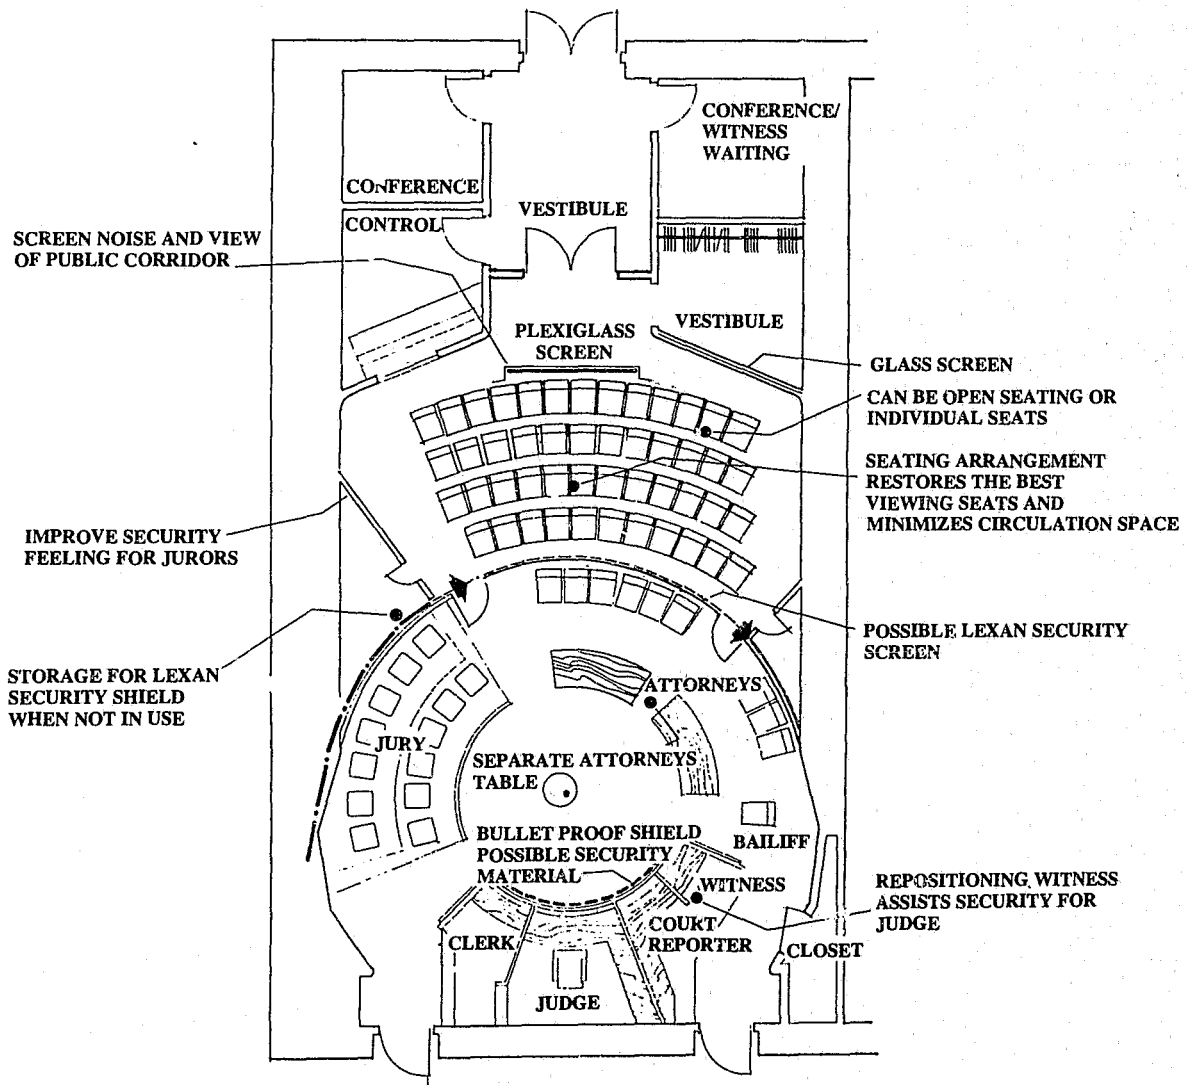 CONFERENCE/
WITNESS
WAITING
CONFERENCE
CONTROL
VESTIBULE
SCREEN NOISE AND VIEW
OF PUBLIC CORRIDOR
VESTIBULE
PLEXIGLASS
SCREEN
GLASS SCREEN
CAN BE OPEN SEATING OR
INDIVIDUAL SEATS
SEATING ARRANGEMENT
RESTORES THE BEST
VIEWING SEATS AND
MINIMIZES CIRCULATION SPACE
IMPROVE SECURITY
FEELING FOR JURORS
POSSIBLE LEXAN SECURITY
SCREEN
STORAGE FOR LEXAN
SECURITY SHIELD
WHEN NOT IN USE
ATTORNEYS
JURY
SEPARATE ATTORNEYS
TABLE
BULLET PROOF SHIELD
POSSIBLE SECURITY
MATERIAL
BAILIFF
WITNESS
REPOSITIONING WITNESS
ASSISTS SECURITY FOR
JUDGE
COURT
REPORTER
CLERK
CLOSET
JUDGE